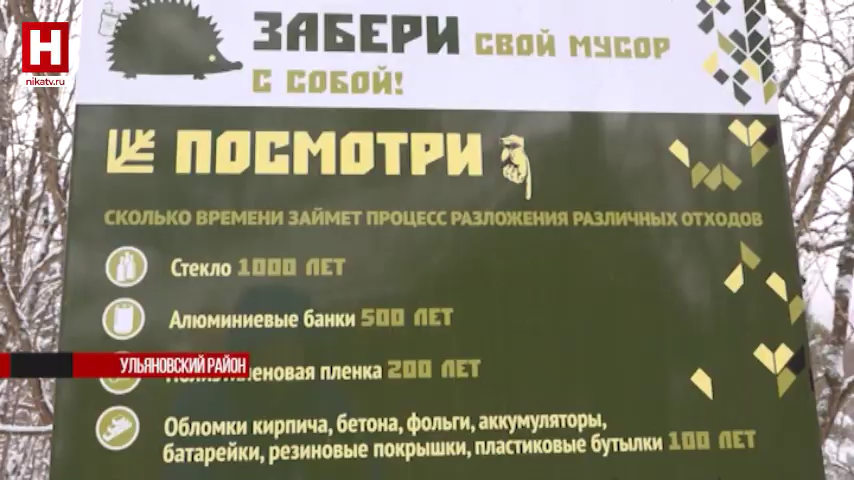 Н
nikatv.ru
ЗАБЕРИ СВОЙ МУСОР
С СОБОЙ!
ПОСМОТРИ
СКОЛЬКО ВРЕМЕНИ ЗАЙМЕТ ПРОЦЕСС РАЗЛОЖЕНИЯ РАЗЛИЧНЫХ ОТХОДОВ
Стекло 1000 ЛЕТ
Алюминиевые банки 500 ЛЕТ
УЛЬЯНОВСКИЙ РАЙОН
пленка 200 ЛЕТ
Обломки кирпича, бетона, фольги, аккумуляторы,
батарейки, резиновые покрышки, пластиковые бутылки 100 ЛЕТ